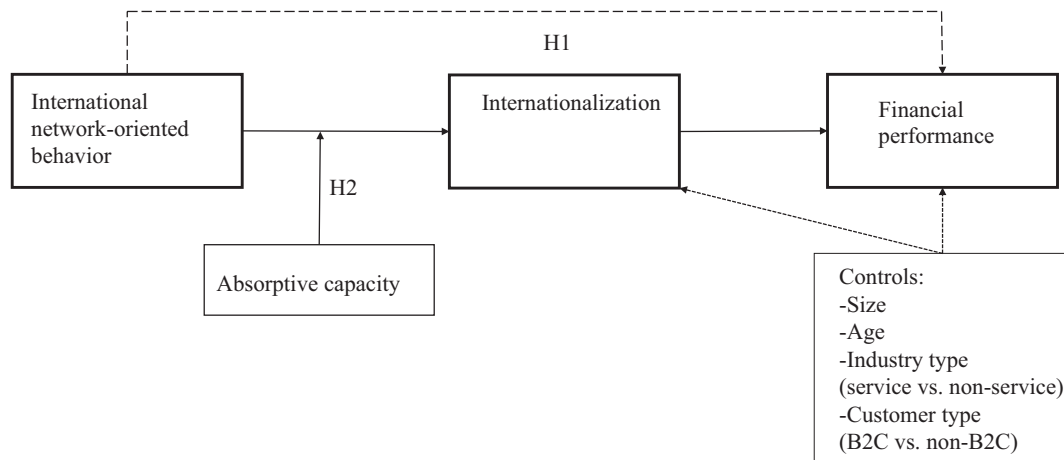 H1
International
network-oriented
behavior
Internationalization
Financial
performance
H2
Absorptive capacity
Controls:
-Size
-Age
-Industry type
(service vs. non-service)
-Customer type
(B2C vs. non-B2C)